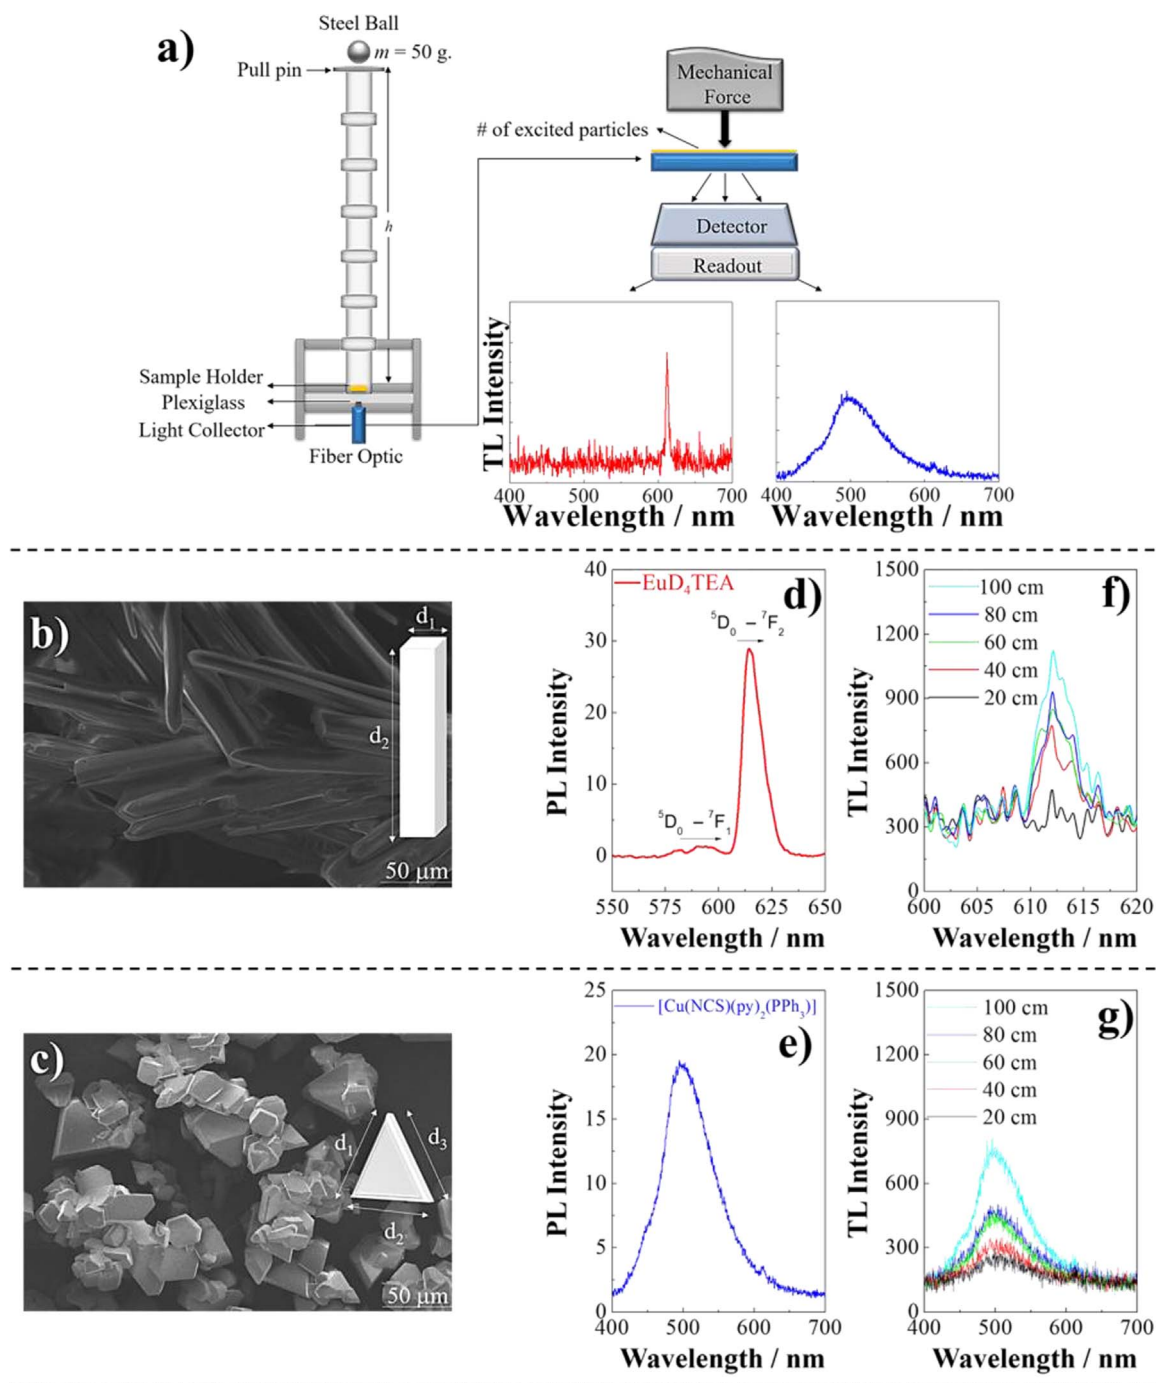 a)
Steel Ball
m = 50 g.
Pull pin
h
Sample Holder
Plexiglass
Light Collector
Fiber Optic
Mechanical
Force
# of excited particles
Detector
Readout
TL Intensity
400 500 600 700
Wavelength / nm
400 500 600 700
Wavelength / nm
b)
d₁
d₂
50 μm
d)
EuD₄TEA
⁵D₀ – ⁷F₂
⁵D₀ – ⁷F₁
PL Intensity
40
30
20
10
0
550 575 600 625 650
Wavelength / nm
f)
100 cm
80 cm
60 cm
40 cm
20 cm
TL Intensity
1500
1200
900
600
300
0
600 605 610 615 620
Wavelength / nm
c)
d₁
d₃
d₂
50 μm
e)
[Cu(NCS)(py)₂(PPh₃)]
PL Intensity
25
20
15
10
5
0
400 500 600 700
Wavelength / nm
g)
100 cm
80 cm
60 cm
40 cm
20 cm
TL Intensity
1500
1200
900
600
300
0
400 500 600 700
Wavelength / nm